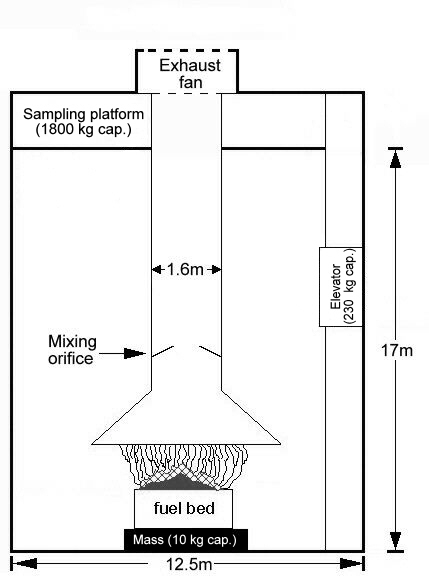 Exhaust
fan
Sampling platform
(1800 kg cap.)
1.6m
Elevator
(230 kg cap.)
Mixing
orifice
17m
fuel bed
Mass (10 kg cap.)
12.5m